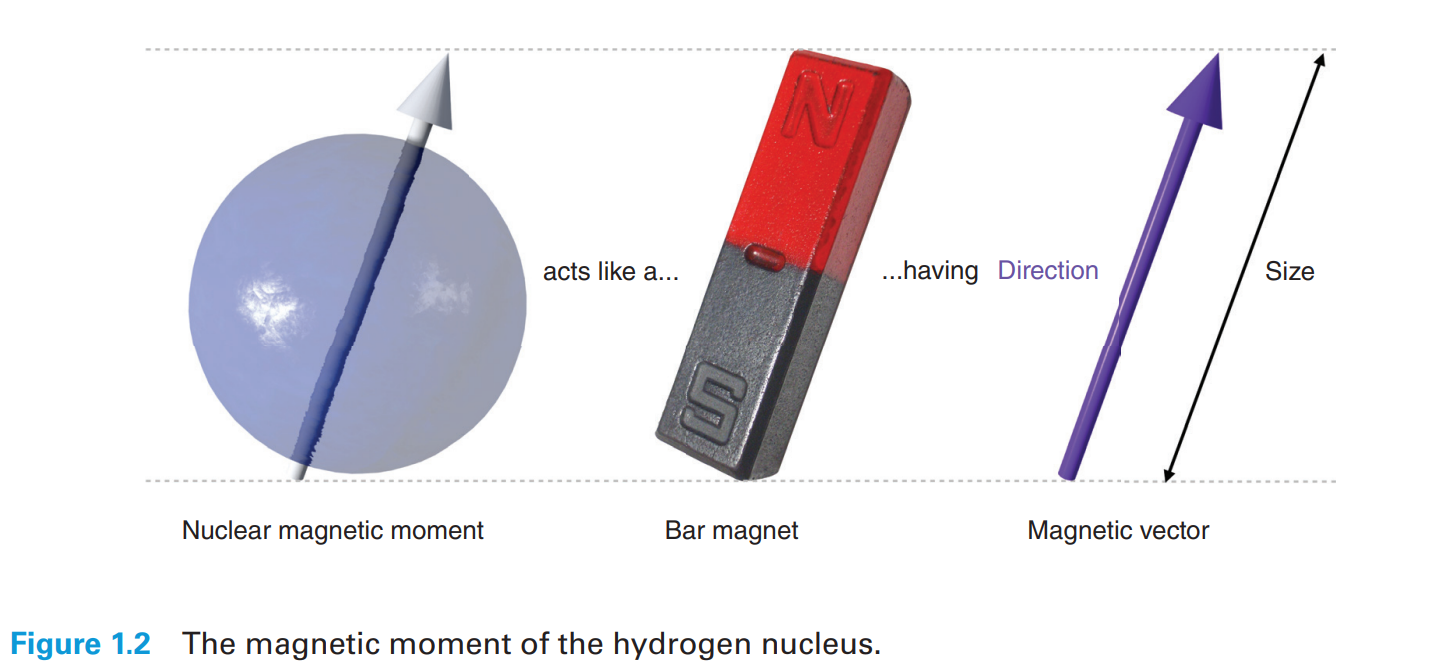 N
acts like a... ...having Direction Size
S
Nuclear magnetic moment Bar magnet Magnetic vector
Figure 1.2 The magnetic moment of the hydrogen nucleus.